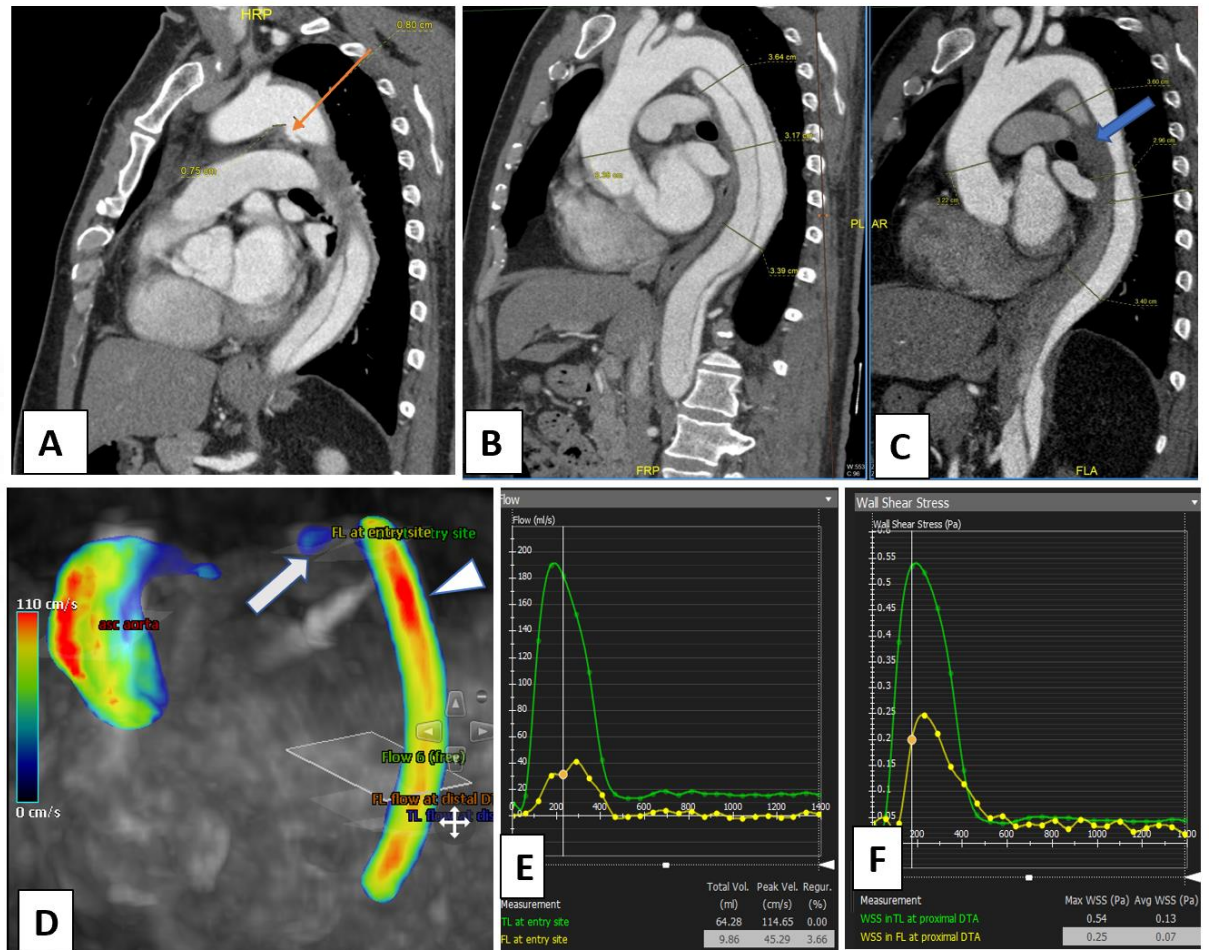 HRP
0.80 cm
0.75 cm
A
3.64 cm
3.17 cm
3.39 cm
PL
FRP
B
AR
3.60 cm
2.96 cm
3.22 cm
3.40 cm
W:553
C:96
FLA
C
FL at entry site
110 cm/s
asc aorta
0 cm/s
Flow 6 (free)
FL flow at distal
D
Flow
Flow (ml/s)
200
180
160
140
120
100
80
60
40
20
0
200 400 600 800 1000 1200 1400
E
Total Vol. Peak Vel. Regur.
Measurement (ml) (cm/s) (%)
TL at entry site 64.28 114.65 0.00
FL at entry site 9.86 45.29 3.66
Wall Shear Stress
Wall Shear Stress (Pa)
0.6
0.55
0.5
0.45
0.4
0.35
0.3
0.25
0.2
0.15
0.1
0.05
200 400 600 800 1000 1200
F
Measurement Max WSS (Pa) Avg WSS (Pa)
WSS in TL at proximal DTA 0.54 0.13
WSS in FL at proximal DTA 0.25 0.07